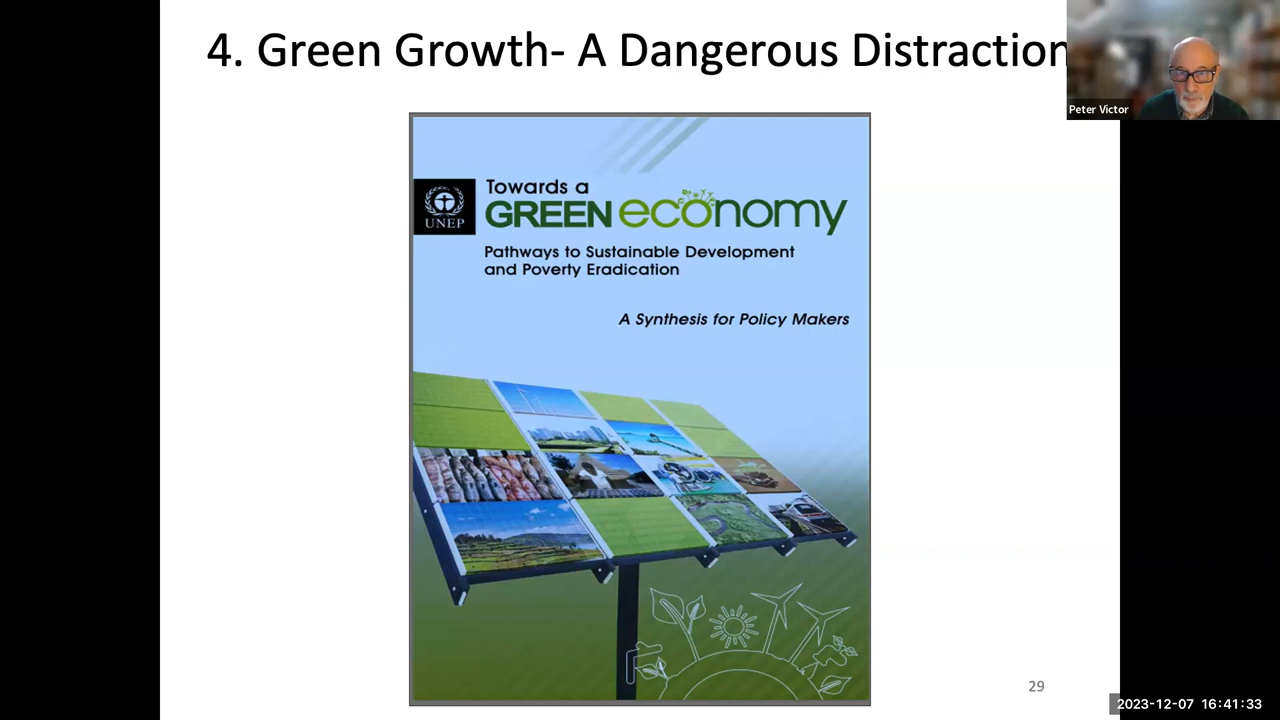 4. Green Growth- A Dangerous Distraction
Peter Victor
UNEP
Towards a
GREEN economy
Pathways to Sustainable Development
and Poverty Eradication
A Synthesis for Policy Makers
29
2023-12-07 16:41:33